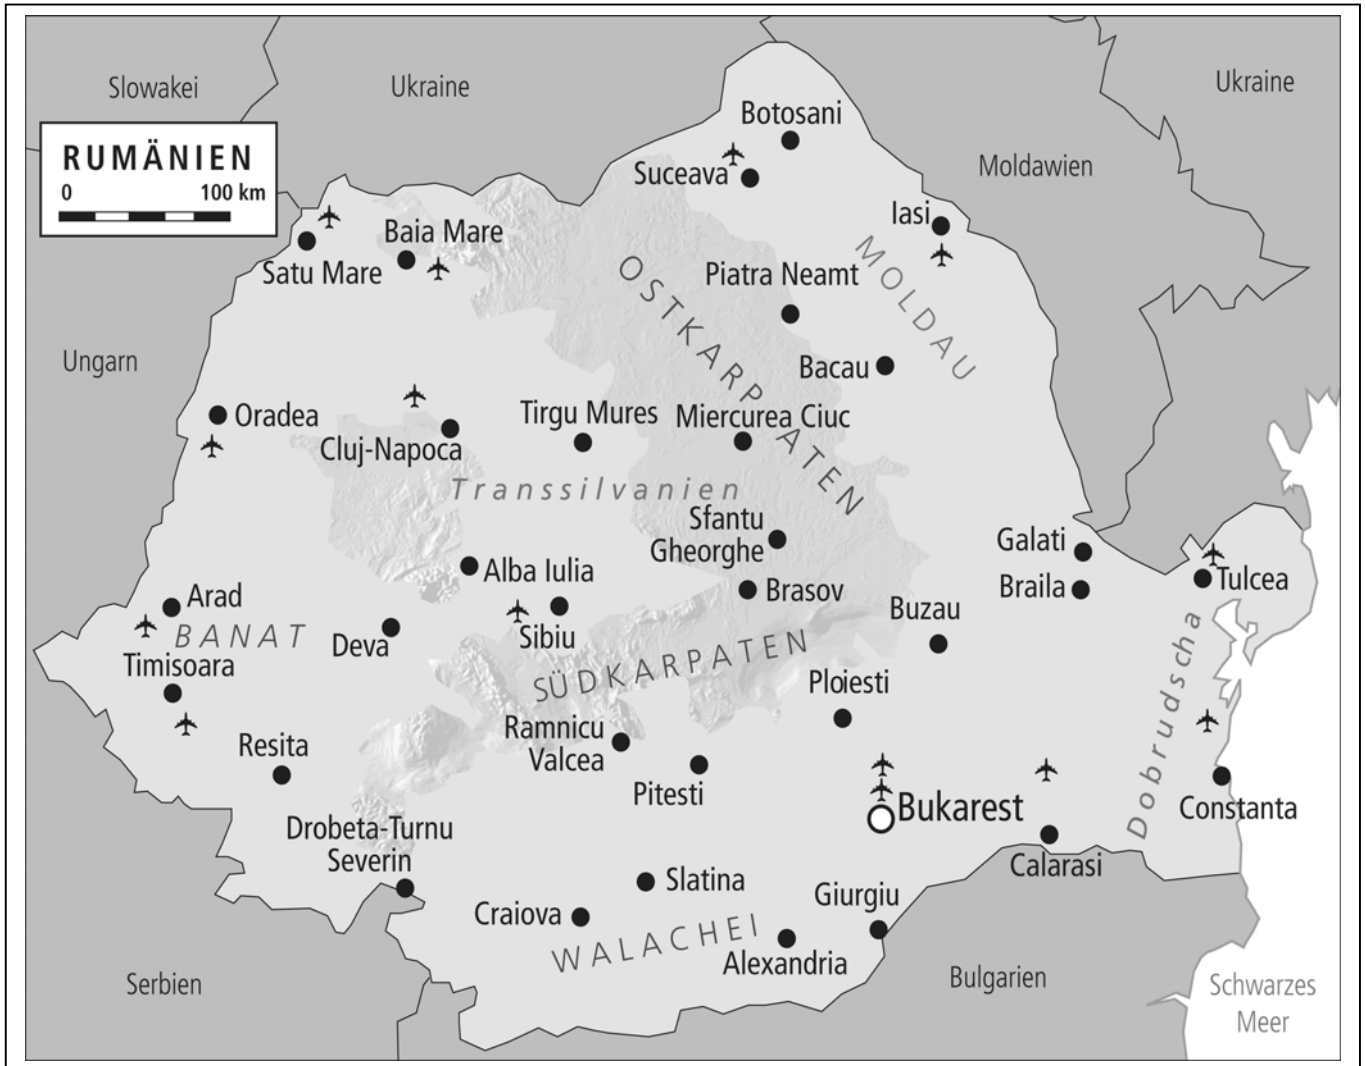 Slowakei
Ukraine
Ukraine
RUMÄNIEN
0 100 km
Botosani
Suceava
Moldawien
Iasi
Baia Mare
Satu Mare
MOLDAU
Piatra Neamt
OSTKARPATEN
Ungarn
Bacau
Oradea
Tirgu Mures
Miercurea Ciuc
Cluj-Napoca
Transsilvanien
Sfantu
Gheorghe
Galati
Alba Iulia
Tulcea
Braila
Brasov
Arad
Buzau
BANAT
Sibiu
Deva
Timisoara
SÜDKARPATEN
Ploiesti
Dobrudscha
Ramnicu
Valcea
Resita
Pitesti
Bukarest
Constanta
Drobeta-Turnu
Severin
Calarasi
Slatina
Giurgiu
Craiova
WALACHEI
Alexandria
Serbien
Bulgarien
Schwarzes
Meer